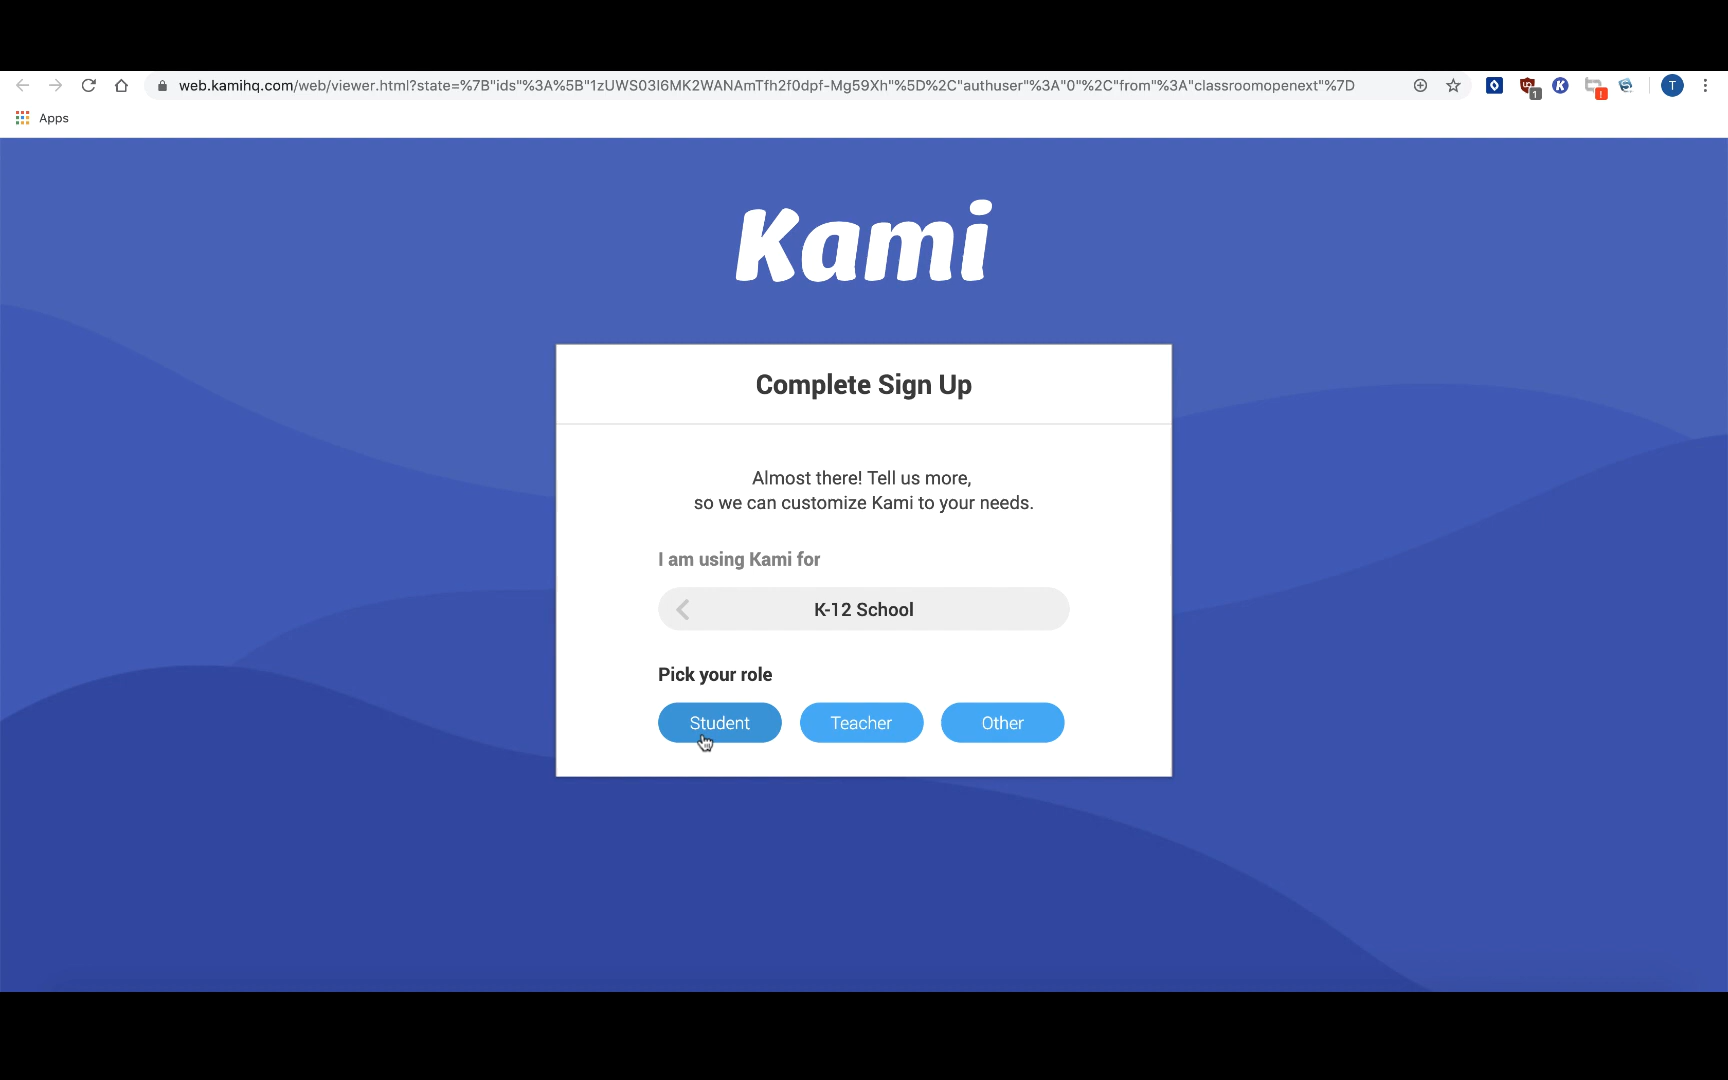 web.kamihq.com/web/viewer.html?state=%7B"ids"%3A%5B"1zUWS03I6MK2WANAmTfh2f0dpf-Mg59Xh"%5D%2C"authuser"%3A"0"%2C"from"%3A"classroomopenext"%7D
1
K
!
T
Apps
Kami
Complete Sign Up
Almost there! Tell us more,
so we can customize Kami to your needs.
I am using Kami for
K-12 School
Pick your role
Student Teacher Other